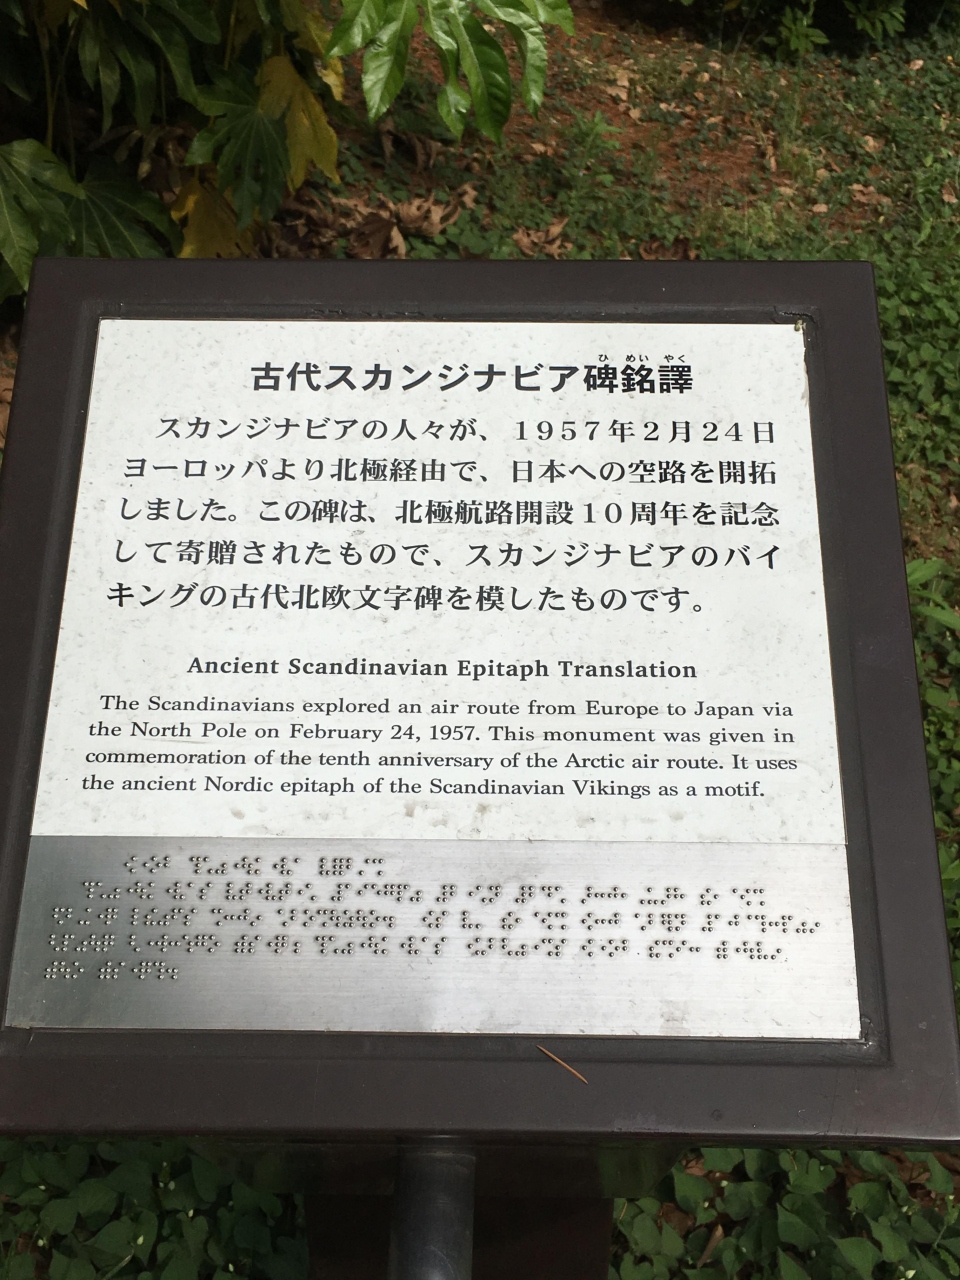 古代スカンジナビア碑銘譯
ひ めい やく
スカンジナビアの人々が、1957年2月24日
ヨーロッパより北極経由で、日本への空路を開拓
しました。この碑は、北極航路開設10周年を記念
して寄贈されたもので、スカンジナビアのバイ
キングの古代北欧文字碑を模したものです。
Ancient Scandinavian Epitaph Translation
The Scandinavians explored an air route from Europe to Japan via
the North Pole on February 24, 1957. This monument was given in
commemoration of the tenth anniversary of the Arctic air route. It uses
the ancient Nordic epitaph of the Scandinavian Vikings as a motif.